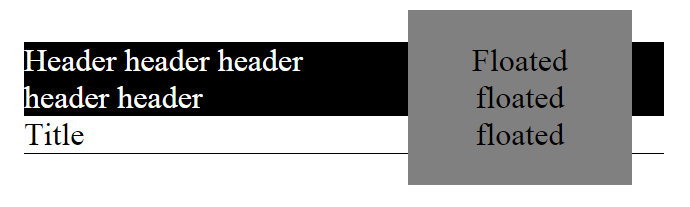 Header header header
header header
Title
Floated
floated
floated